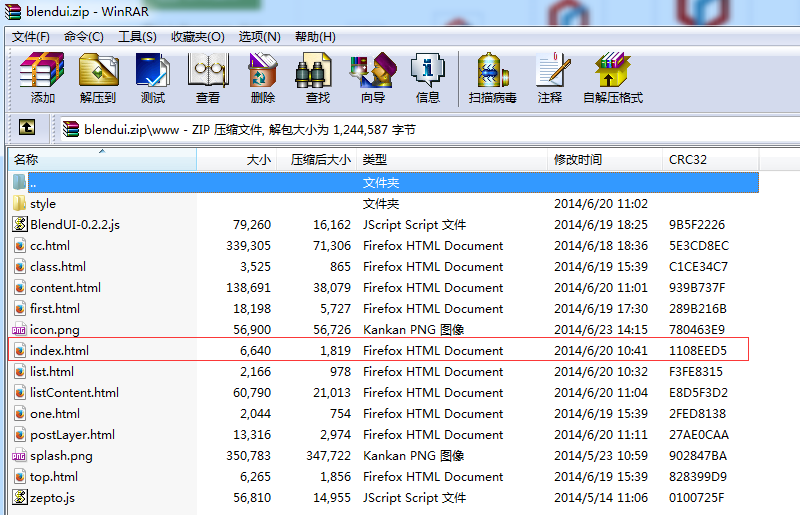 blendui.zip - WinRAR
文件(F) 命令(C) 工具(S) 收藏夹(O) 选项(N) 帮助(H)
添加 解压到 测试 查看 删除 查找 向导 信息 扫描病毒 注释 自解压格式
blendui.zip\www - ZIP 压缩文件, 解包大小为 1,244,587 字节
名称 大小 压缩后大小 类型 修改时间 CRC32
.. 文件夹
style 文件夹 2014/6/20 11:02
BlendUI-0.2.2.js 79,260 16,162 JScript Script 文件 2014/6/19 18:25 9B5F2226
cc.html 339,305 71,306 Firefox HTML Document 2014/6/18 18:36 5E3CD8EC
class.html 3,525 865 Firefox HTML Document 2014/6/19 15:39 C1CE34C7
content.html 138,691 38,079 Firefox HTML Document 2014/6/20 11:01 939B737F
first.html 18,198 5,727 Firefox HTML Document 2014/6/19 17:30 289B216B
icon.png 56,900 56,726 Kankan PNG 图像 2014/6/23 14:15 780463E9
index.html 6,640 1,819 Firefox HTML Document 2014/6/20 10:41 1108EED5
list.html 2,166 978 Firefox HTML Document 2014/6/20 10:32 F3FE8315
listContent.html 60,790 21,013 Firefox HTML Document 2014/6/20 11:04 E8D5F3D2
one.html 2,044 754 Firefox HTML Document 2014/6/19 15:39 2FED8138
postLayer.html 13,316 2,974 Firefox HTML Document 2014/6/20 11:11 27AE0CAA
splash.png 350,783 347,722 Kankan PNG 图像 2014/5/23 10:59 902847BA
top.html 6,265 1,856 Firefox HTML Document 2014/6/19 15:39 828399D9
zepto.js 56,810 14,955 JScript Script 文件 2014/5/14 11:06 0100725F